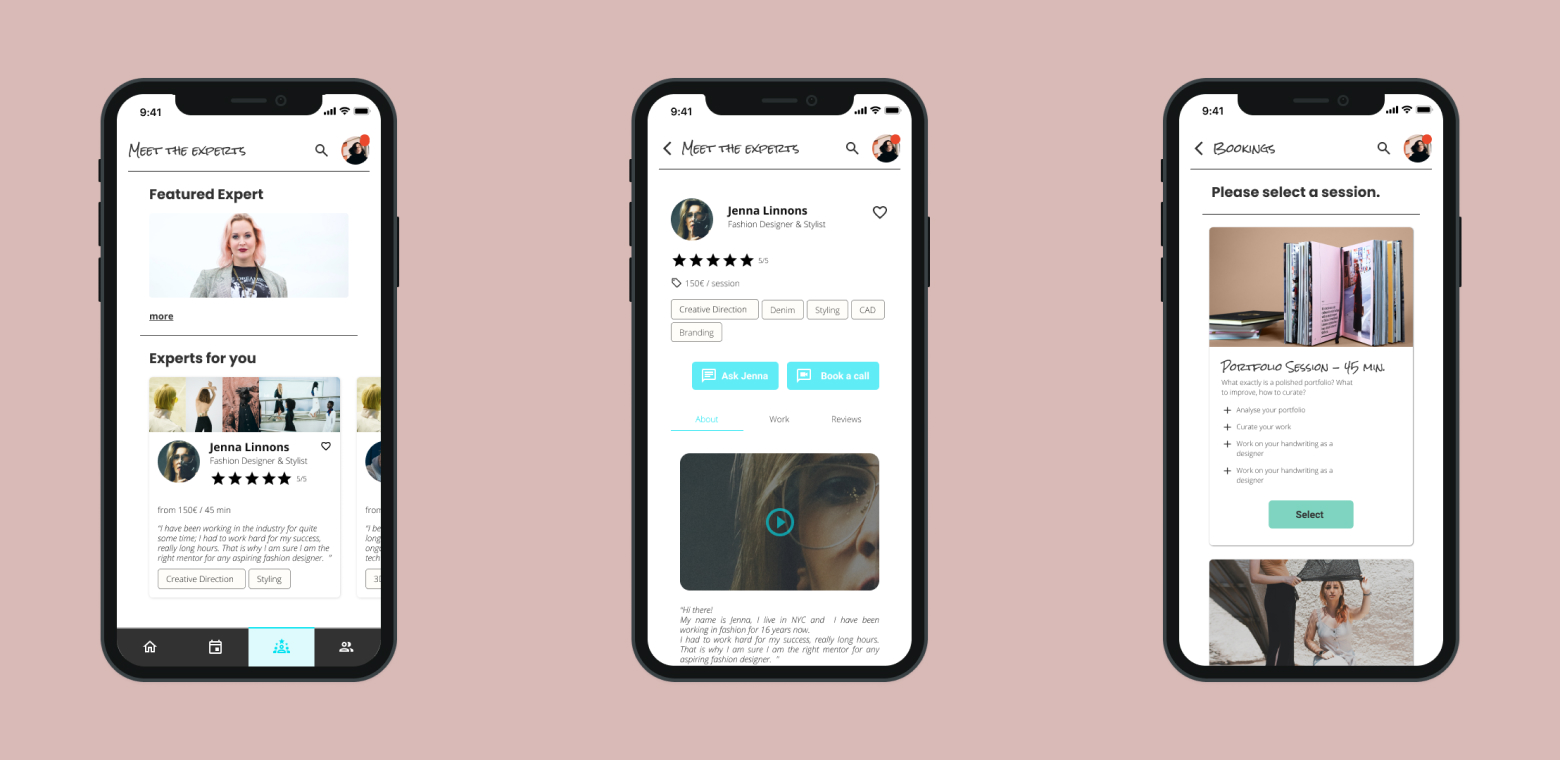 9:41
Meet the experts
Featured Expert
more
Experts for you
Jenna Linnons
Fashion Designer & Stylist
5/5
from 150€ / 45 min
"I have been working in the industry for quite
some time; I had to work hard for my success,
really long hours. That is why I am sure I am the
right mentor for any aspiring fashion designer. "
Creative Direction
Styling
from
"I be
long
ongo
tech
3D
9:41
Meet the experts
Jenna Linnons
Fashion Designer & Stylist
5/5
150€ / session
Creative Direction
Denim
Styling
CAD
Branding
Ask Jenna
Book a call
About
Work
Reviews
"Hi there!
My name is Jenna, I live in NYC and I have been
working in fashion for 16 years now.
I had to work hard for my success, really long hours.
That is why I am sure I am the right mentor for any
aspiring fashion designer. "
9:41
Bookings
Please select a session.
Portfolio Session – 45 min.
What exactly is a polished portfolio? What
to improve, how to curate?
+ Analyse your portfolio
+ Curate your work
+ Work on your handwriting as a
designer
+ Work on your handwriting as a
designer
Select